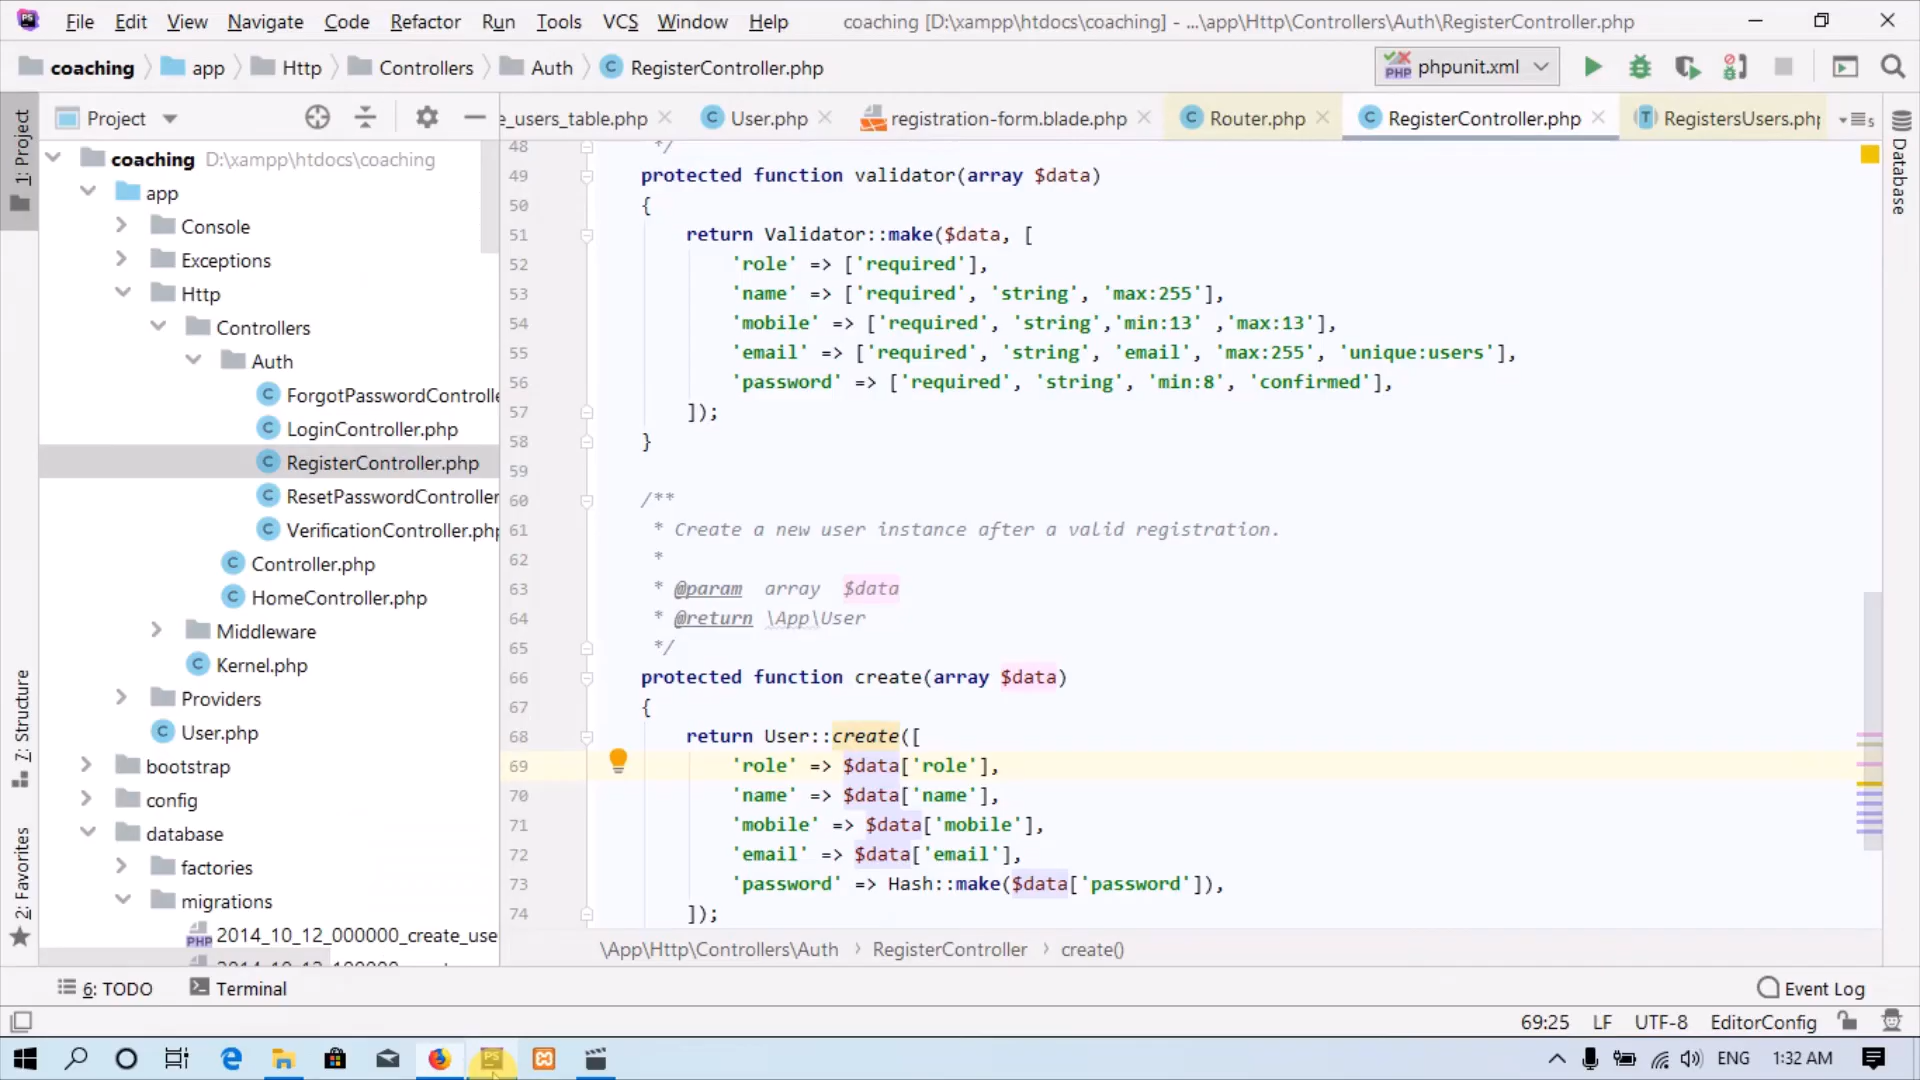 File Edit View Navigate Code Refactor Run Tools VCS Window Help coaching [D:\xampp\htdocs\coaching] - ...\app\Http\Controllers\Auth\RegisterController.php
coaching app Http Controllers Auth RegisterController.php phpunit.xml
Project e_users_table.php User.php registration-form.blade.php Router.php RegisterController.php RegistersUsers.php
1: Project
7: Structure
2: Favorites
Database
coaching D:\xampp\htdocs\coaching
app
Console
Exceptions
Http
Controllers
Auth
ForgotPasswordControlle
LoginController.php
RegisterController.php
ResetPasswordController
VerificationController.php
Controller.php
HomeController.php
Middleware
Kernel.php
Providers
User.php
bootstrap
config
database
factories
migrations
2014_10_12_000000_create_use
48 */
49 protected function validator(array $data)
50 {
51 return Validator::make($data, [
52 'role' => ['required'],
53 'name' => ['required', 'string', 'max:255'],
54 'mobile' => ['required', 'string','min:13' ,'max:13'],
55 'email' => ['required', 'string', 'email', 'max:255', 'unique:users'],
56 'password' => ['required', 'string', 'min:8', 'confirmed'],
57 ]);
58 }
59
60 /**
61 * Create a new user instance after a valid registration.
62 *
63 * @param array $data
64 * @return \App\User
65 */
66 protected function create(array $data)
67 {
68 return User::create([
69 'role' => $data['role'],
70 'name' => $data['name'],
71 'mobile' => $data['mobile'],
72 'email' => $data['email'],
73 'password' => Hash::make($data['password']),
74 ]);
\App\Http\Controllers\Auth RegisterController create()
6: TODO Terminal Event Log
69:25 LF UTF-8 EditorConfig
ENG 1:32 AM